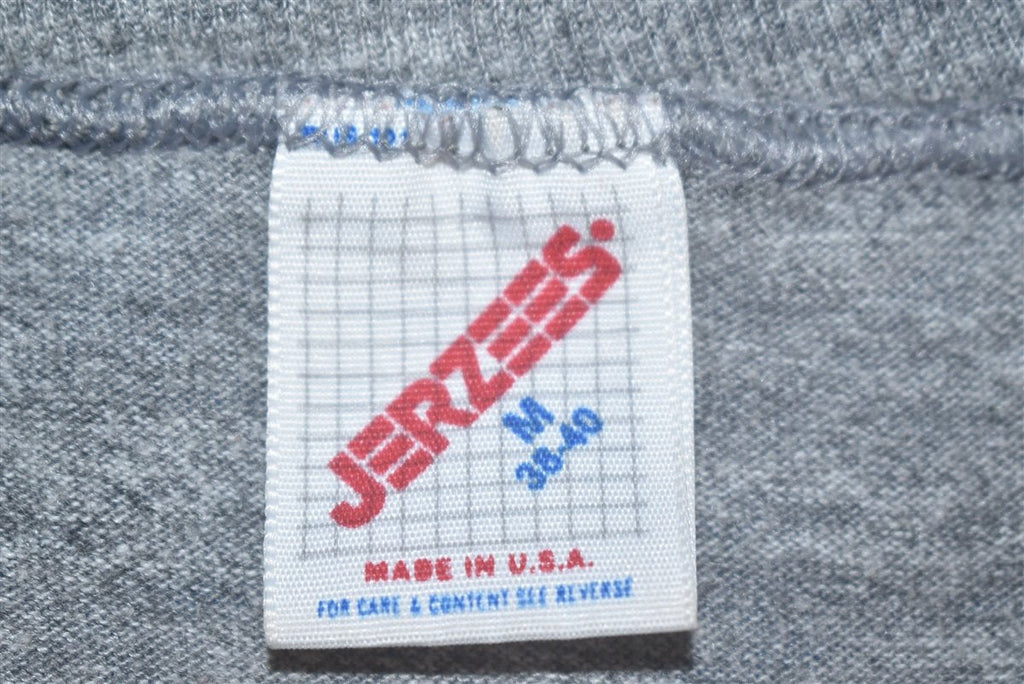 JERZEES.
M
38-40
MADE IN U.S.A.
FOR CARE & CONTENT SEE REVERSE